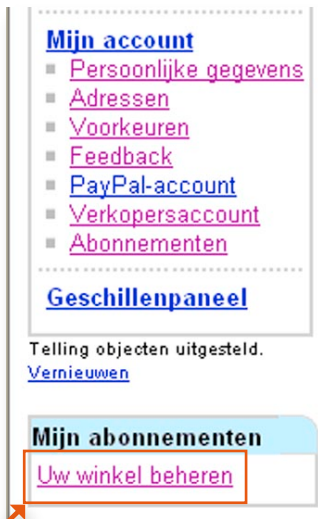 Mijn account
Persoonlijke gegevens
Adressen
Voorkeuren
Feedback
PayPal-account
Verkopersaccount
Abonnementen
Geschillenpaneel
Telling objecten uitgesteld.
Vernieuwen
Mijn abonnementen
Uw winkel beheren